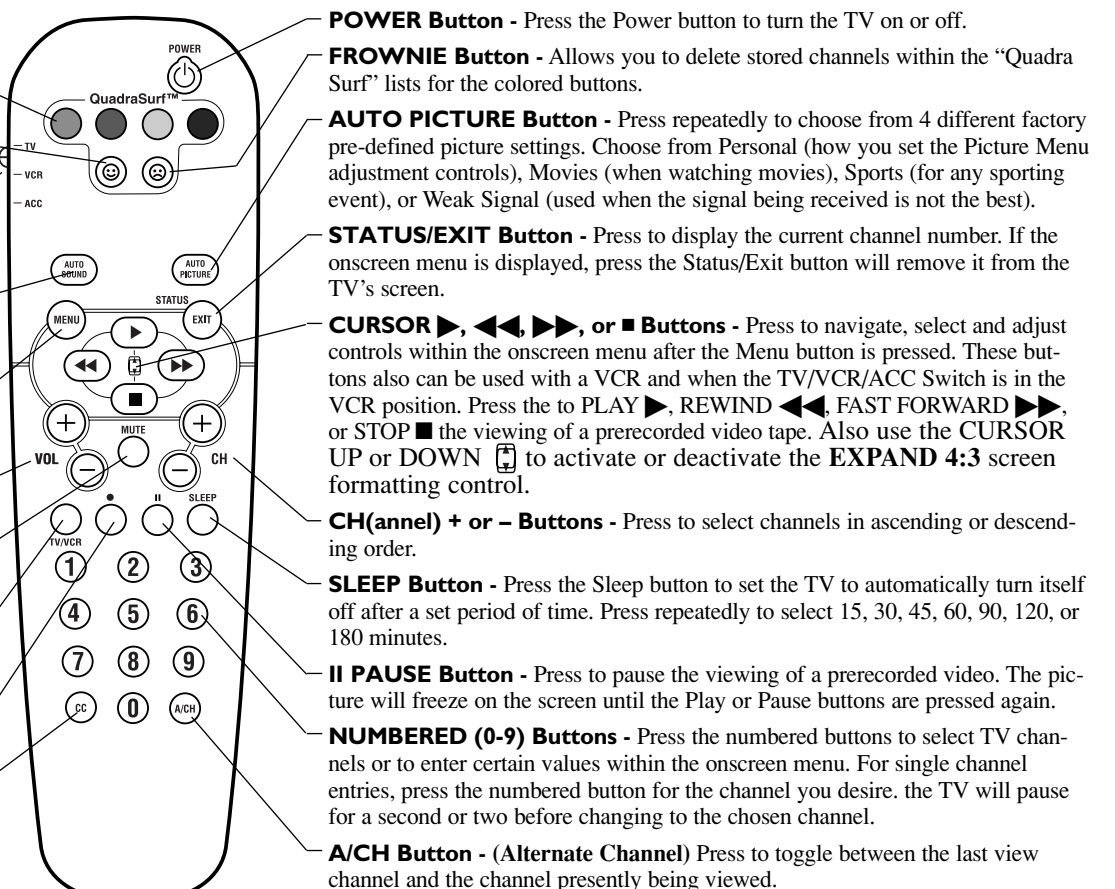 POWER
QuadraSurf™
TV
VCR
ACC
AUTO
SOUND
AUTO
PICTURE
STATUS
MENU
EXIT
MUTE
VOL
CH
SLEEP
TV/VCR
1 2 3
4 5 6
7 8 9
CC 0 A/CH
POWER Button - Press the Power button to turn the TV on or off.
FROWNIE Button - Allows you to delete stored channels within the “Quadra
Surf” lists for the colored buttons.
AUTO PICTURE Button - Press repeatedly to choose from 4 different factory
pre-defined picture settings. Choose from Personal (how you set the Picture Menu
adjustment controls), Movies (when watching movies), Sports (for any sporting
event), or Weak Signal (used when the signal being received is not the best).
STATUS/EXIT Button - Press to display the current channel number. If the
onscreen menu is displayed, press the Status/Exit button will remove it from the
TV’s screen.
CURSOR ▶, ◀◀, ▶▶, or ■ Buttons - Press to navigate, select and adjust
controls within the onscreen menu after the Menu button is pressed. These but-
tons also can be used with a VCR and when the TV/VCR/ACC Switch is in the
VCR position. Press the to PLAY ▶, REWIND ◀◀, FAST FORWARD ▶▶,
or STOP ■ the viewing of a prerecorded video tape. Also use the CURSOR
UP or DOWN to activate or deactivate the EXPAND 4:3 screen
formatting control.
CH(annel) + or – Buttons - Press to select channels in ascending or descend-
ing order.
SLEEP Button - Press the Sleep button to set the TV to automatically turn itself
off after a set period of time. Press repeatedly to select 15, 30, 45, 60, 90, 120, or
180 minutes.
II PAUSE Button - Press to pause the viewing of a prerecorded video. The pic-
ture will freeze on the screen until the Play or Pause buttons are pressed again.
NUMBERED (0-9) Buttons - Press the numbered buttons to select TV chan-
nels or to enter certain values within the onscreen menu. For single channel
entries, press the numbered button for the channel you desire. the TV will pause
for a second or two before changing to the chosen channel.
A/CH Button - (Alternate Channel) Press to toggle between the last view
channel and the channel presently being viewed.